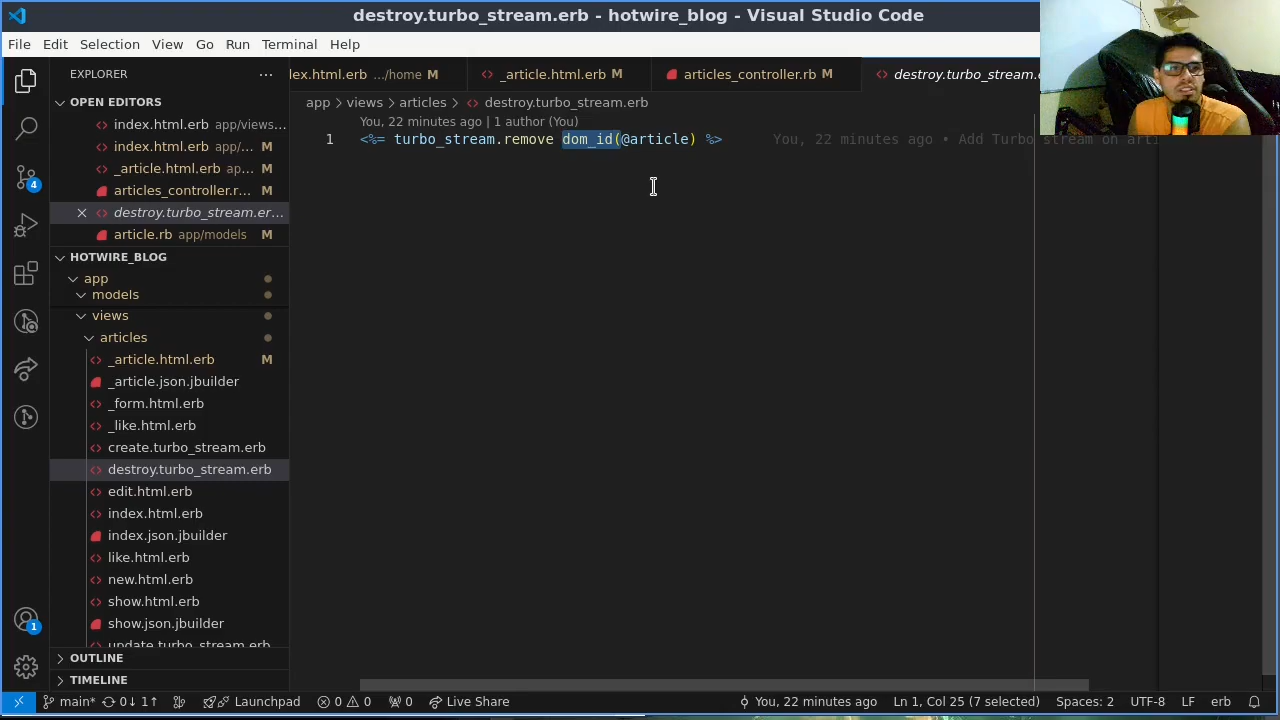 destroy.turbo_stream.erb - hotwire_blog - Visual Studio Code
File Edit Selection View Go Run Terminal Help
EXPLORER
OPEN EDITORS
index.html.erb app/views...
index.html.erb app/... M
_article.html.erb ap... M
articles_controller.r... M
destroy.turbo_stream.er...
article.rb app/models M
HOTWIRE_BLOG
app
models
views
articles
_article.html.erb M
_article.json.jbuilder
_form.html.erb
_like.html.erb
create.turbo_stream.erb
destroy.turbo_stream.erb
edit.html.erb
index.html.erb
index.json.jbuilder
like.html.erb
new.html.erb
show.html.erb
show.json.jbuilder
update.turbo_stream.erb
OUTLINE
TIMELINE
4
1
dex.html.erb .../home M
_article.html.erb M
articles_controller.rb M
destroy.turbo_stream.
app > views > articles > destroy.turbo_stream.erb
You, 22 minutes ago | 1 author (You)
1 <%= turbo_stream.remove dom_id(@article) %> You, 22 minutes ago • Add Turbo stream on arti
main* 0↓ 1↑ Launchpad 0 0 0 Live Share You, 22 minutes ago Ln 1, Col 25 (7 selected) Spaces: 2 UTF-8 LF erb